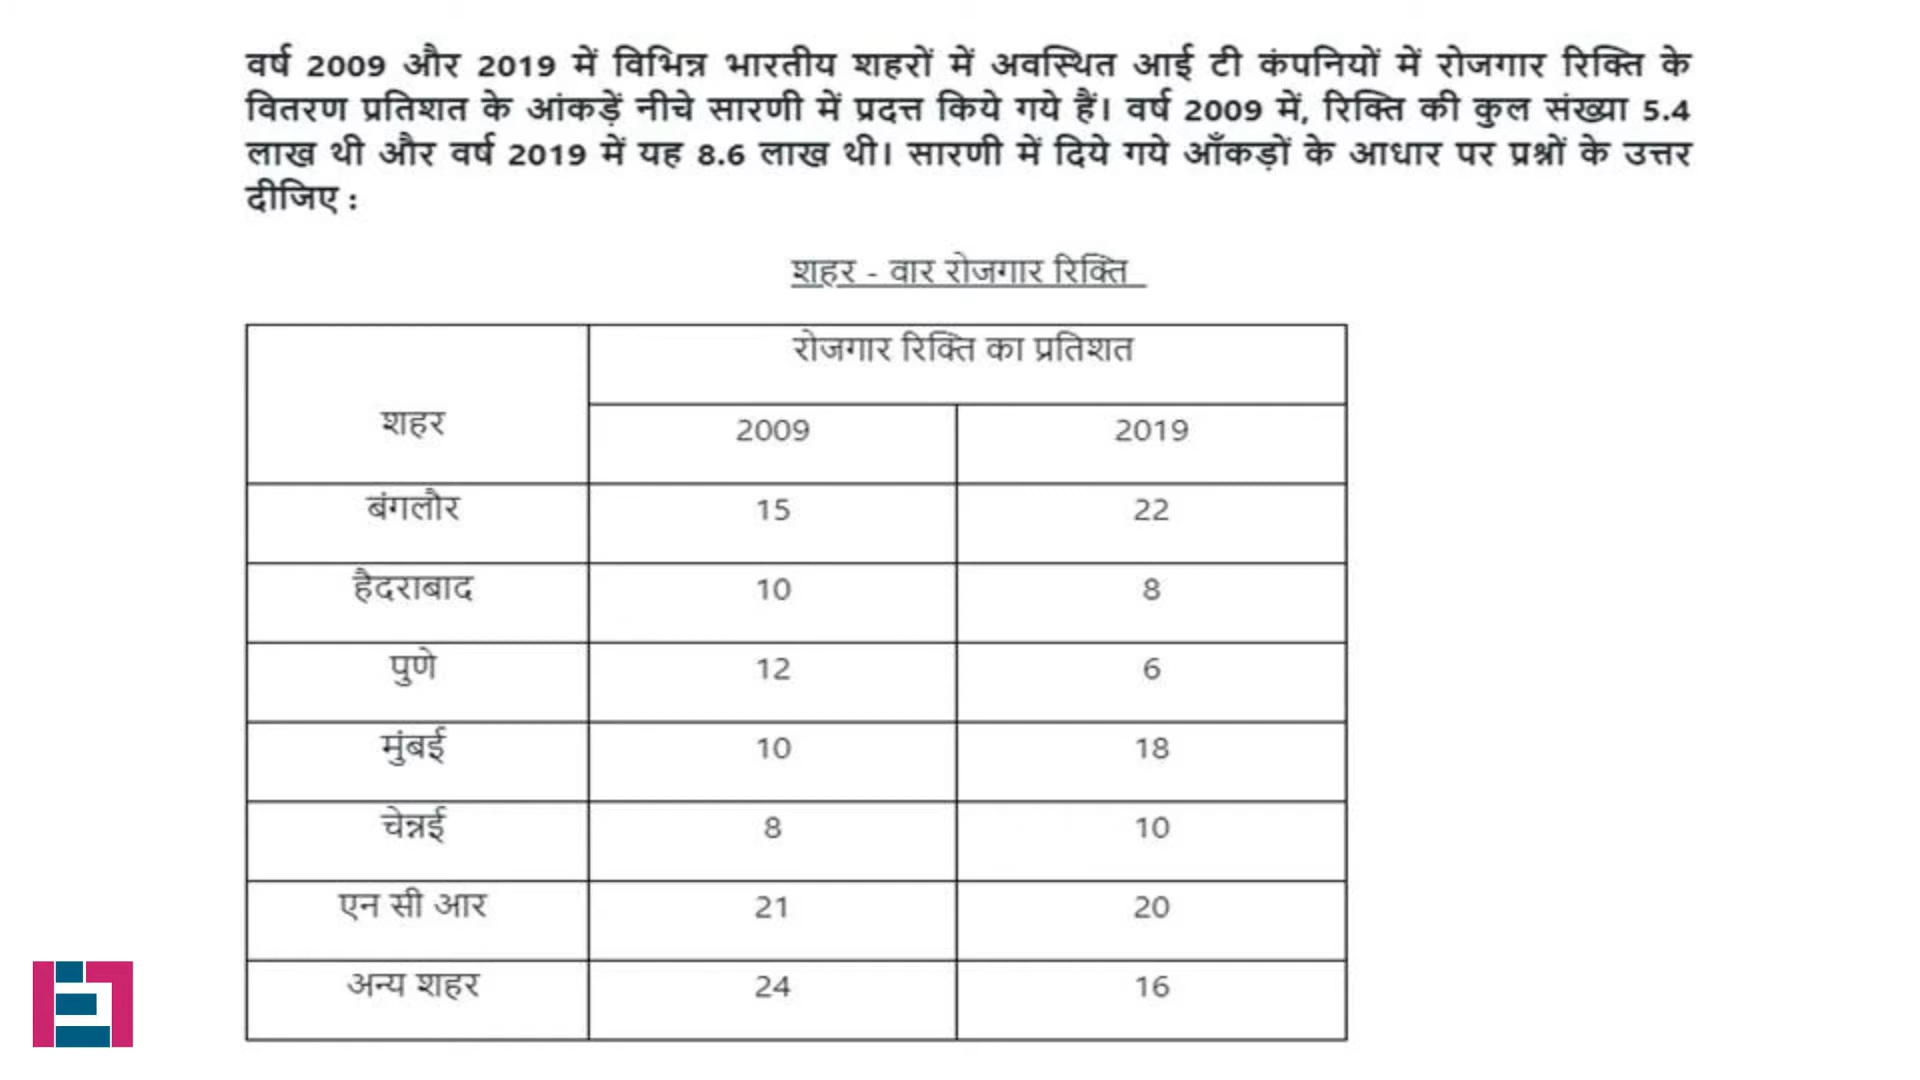 वर्ष 2009 और 2019 में विभिन्न भारतीय शहरों में अवस्थित आई टी कंपनियों में रोजगार रिक्ति के
वितरण प्रतिशत के आंकड़ें नीचे सारणी में प्रदत्त किये गये हैं। वर्ष 2009 में, रिक्ति की कुल संख्या 5.4
लाख थी और वर्ष 2019 में यह 8.6 लाख थी। सारणी में दिये गये आँकड़ों के आधार पर प्रश्नों के उत्तर
दीजिए :
शहर - वार रोजगार रिक्ति
रोजगार रिक्ति का प्रतिशत
शहर 2009 2019
बंगलौर 15 22
हैदराबाद 10 8
पुणे 12 6
मुंबई 10 18
चेन्नई 8 10
एन सी आर 21 20
अन्य शहर 24 16